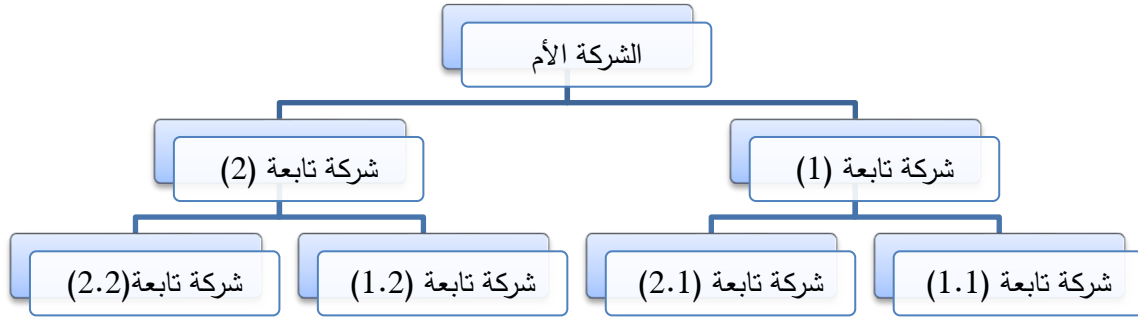 الشركة الأم
شركة تابعة (1)
شركة تابعة (2)
شركة تابعة (1.1)
شركة تابعة (2.1)
شركة تابعة (1.2)
شركة تابعة(2.2)